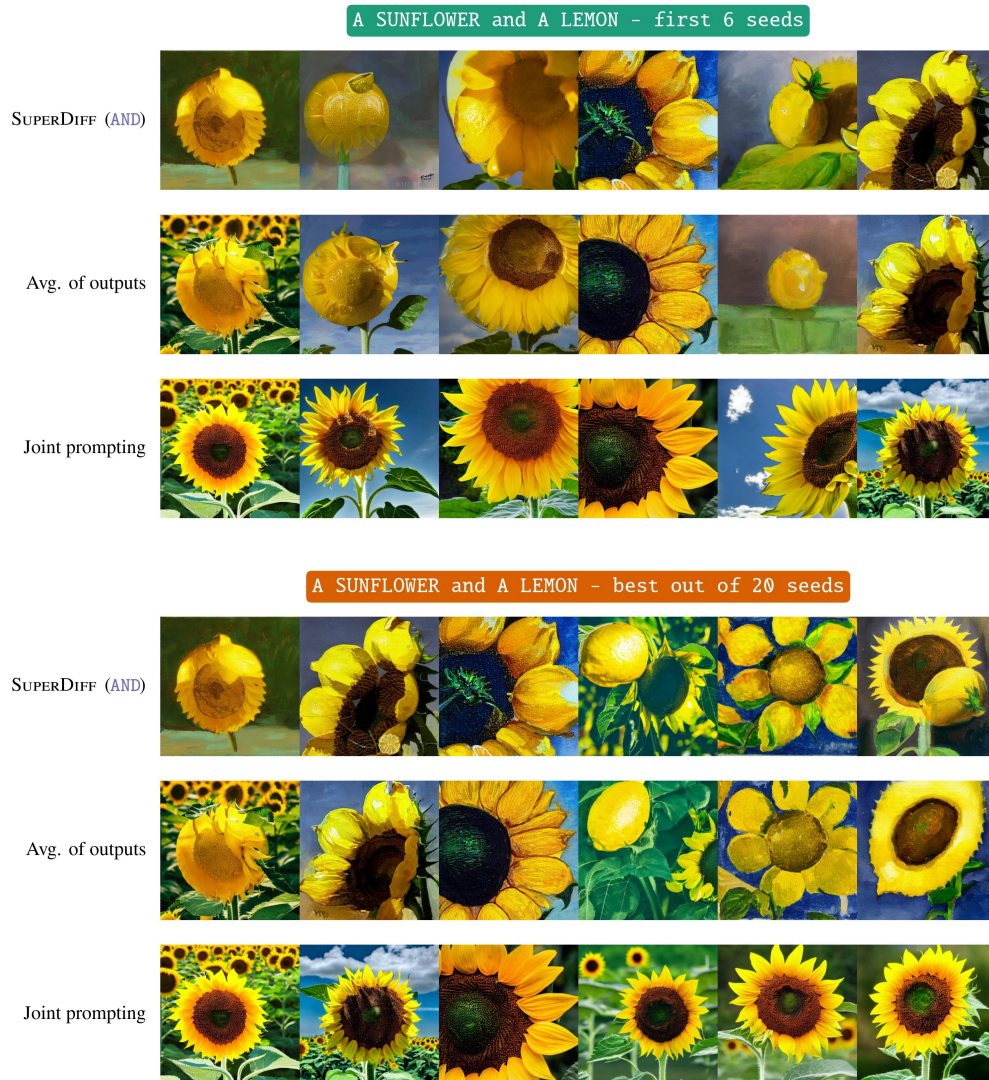 A SUNFLOWER and A LEMON - first 6 seeds
SUPERDIFF (AND)
Avg. of outputs
Joint prompting
A SUNFLOWER and A LEMON - best out of 20 seeds
SUPERDIFF (AND)
Avg. of outputs
Joint prompting